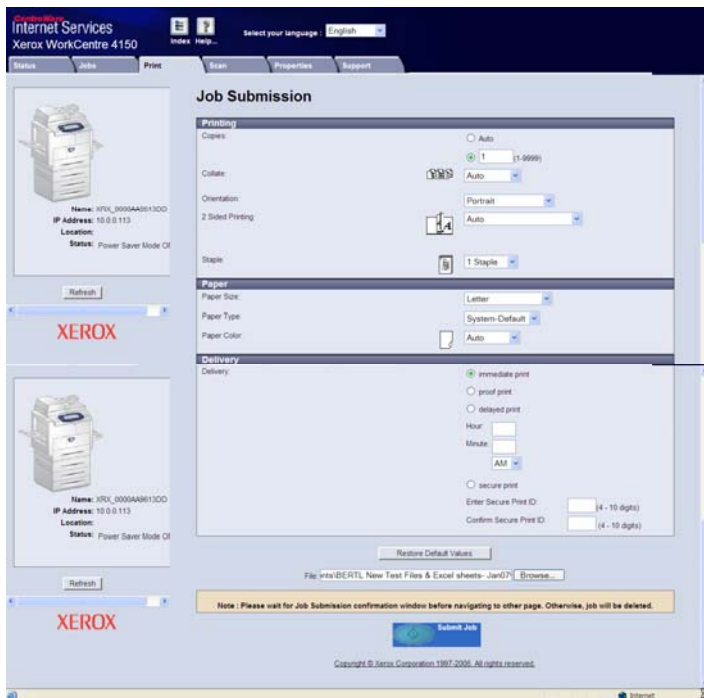 CentreWare
Internet Services
Xerox WorkCentre 4150
Index Help...
Select your language : English
Status Jobs Print Scan Properties Support
Job Submission
Printing
Copies:
Auto
1 (1-9999)
Collate: Auto
Orientation: Portrait
2 Sided Printing Auto
Staple 1 Staple
Paper
Paper Size: Letter
Paper Type: System-Default
Paper Color: Auto
Delivery
Delivery: immediate print
proof print
delayed print
Hour:
Minute:
AM
secure print
Enter Secure Print ID: (4 - 10 digits)
Confirm Secure Print ID: (4 - 10 digits)
Restore Default Values
File: nts\BERTL New Test Files & Excel sheets- Jan07\ Browse...
Note : Please wait for Job Submission confirmation window before navigating to other page. Otherwise, job will be deleted.
Submit Job
Copyright © Xerox Corporation 1997-2006. All rights reserved.
Internet
Name:
IP Address: 10.0.0.113
Location:
Status: Power Saver Mode Of
Refresh
XEROX
Name:
IP Address: 10.0.0.113
Location:
Status: Power Saver Mode Of
Refresh
XEROX